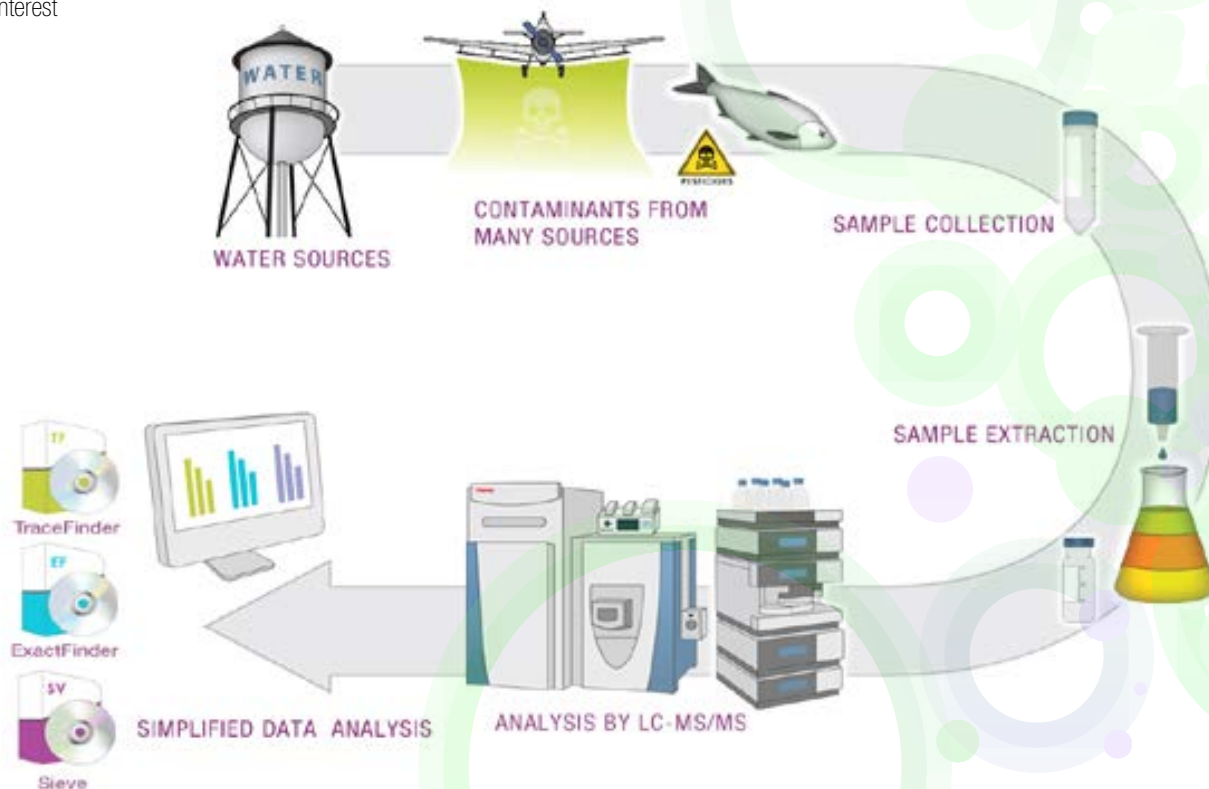 nterest
WATER
PESTICIDES
CONTAMINANTS FROM
MANY SOURCES
WATER SOURCES
SAMPLE COLLECTION
SAMPLE EXTRACTION
TF
TraceFinder
EF
ExactFinder
SV
Sieve
SIMPLIFIED DATA ANALYSIS
ANALYSIS BY LC-MS/MS